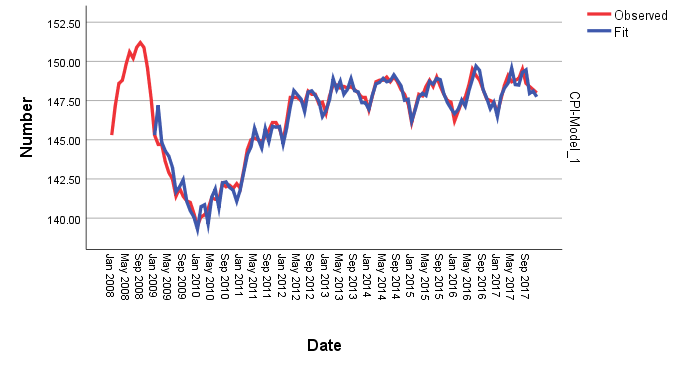 Observed
Fit
152.50
150.00
147.50
145.00
142.50
140.00
Number
CPI-Model_1
Jan 2008
May 2008
Sep 2008
Jan 2009
May 2009
Sep 2009
Jan 2010
May 2010
Sep 2010
Jan 2011
May 2011
Sep 2011
Jan 2012
May 2012
Sep 2012
Jan 2013
May 2013
Sep 2013
Jan 2014
May 2014
Sep 2014
Jan 2015
May 2015
Sep 2015
Jan 2016
May 2016
Sep 2016
Jan 2017
May 2017
Sep 2017
Date